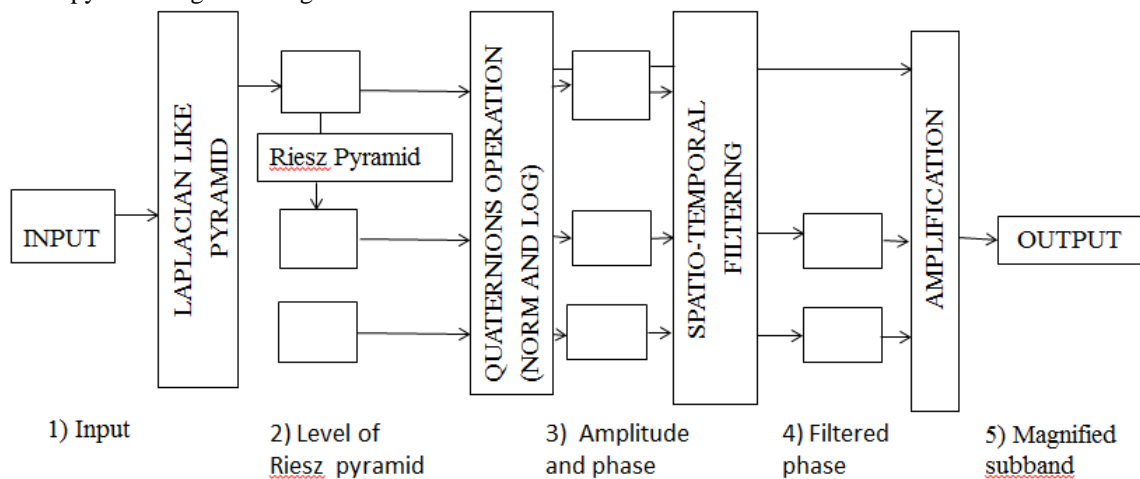 INPUT
LAPLACIAN LIKE
PYRAMID
Riesz Pyramid
QUATERNIONS OPERATION
(NORM AND LOG)
SPATIO-TEMPORAL
FILTERING
AMPLIFICATION
OUTPUT
1) Input
2) Level of
Riesz pyramid
3) Amplitude
and phase
4) Filtered
phase
5) Magnified
subband